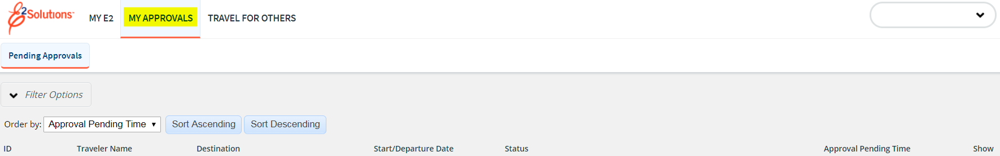 E2Solutions™ MY E2 MY APPROVALS TRAVEL FOR OTHERS
Pending Approvals
Filter Options
Order by: Approval Pending Time Sort Ascending Sort Descending
ID Traveler Name Destination Start/Departure Date Status Approval Pending Time Show